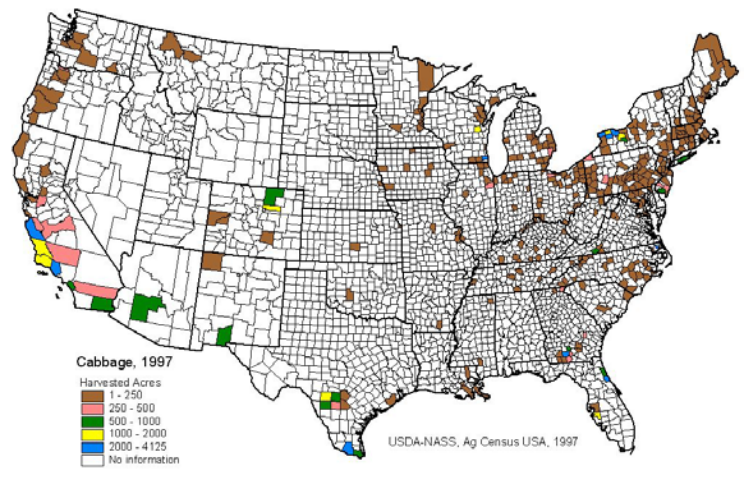 Cabbage, 1997
Harvested Acres
1 - 250
250 - 500
500 - 1000
1000 - 2000
2000 - 4125
No information
USDA-NASS, Ag Census USA, 1997